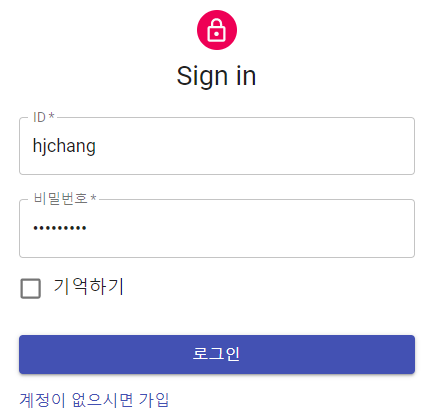 Sign in
ID *
hjchang
비밀번호 *
•••••••••
기억하기
로그인
계정이 없으시면 가입